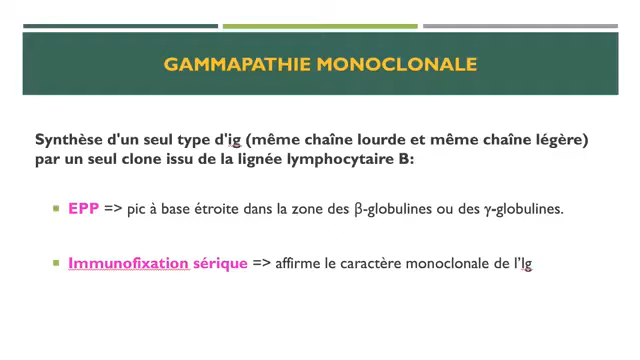 GAMMAPATHIE MONOCLONALE
Synthèse d'un seul type d'ig (même chaîne lourde et même chaîne légère)
par un seul clone issu de la lignée lymphocytaire B:
EPP => pic à base étroite dans la zone des β-globulines ou des γ-globulines.
Immunofixation sérique => affirme le caractère monoclonale de l'Ig